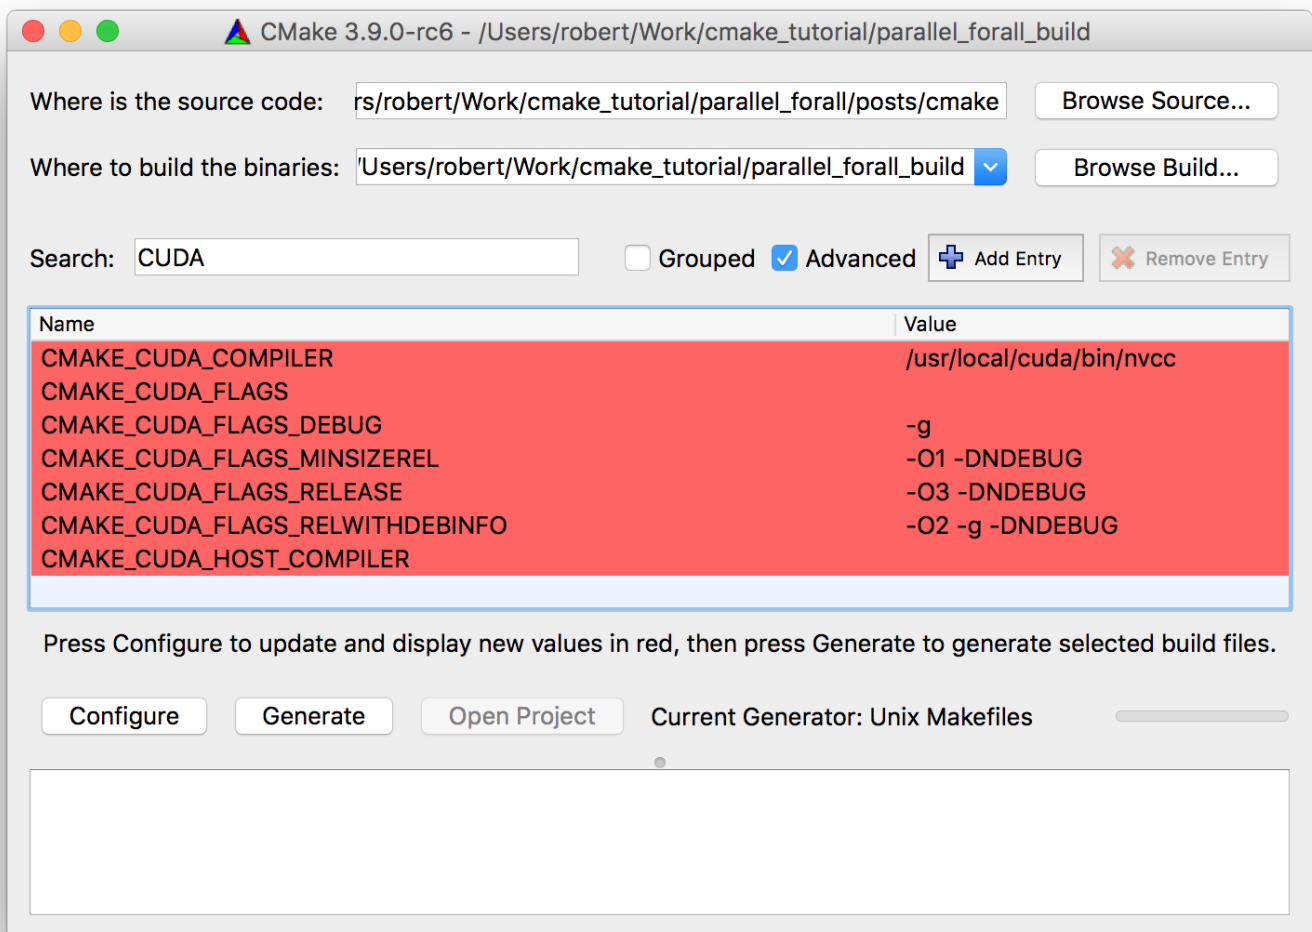 CMake 3.9.0-rc6 - /Users/robert/Work/cmake_tutorial/parallel_forall_build
Where is the source code: rs/robert/Work/cmake_tutorial/parallel_forall/posts/cmake Browse Source...
Where to build the binaries: /Users/robert/Work/cmake_tutorial/parallel_forall_build Browse Build...
Search: CUDA Grouped Advanced Add Entry Remove Entry
Name Value
CMAKE_CUDA_COMPILER /usr/local/cuda/bin/nvcc
CMAKE_CUDA_FLAGS
CMAKE_CUDA_FLAGS_DEBUG -g
CMAKE_CUDA_FLAGS_MINSIZEREL -O1 -DNDEBUG
CMAKE_CUDA_FLAGS_RELEASE -O3 -DNDEBUG
CMAKE_CUDA_FLAGS_RELWITHDEBINFO -O2 -g -DNDEBUG
CMAKE_CUDA_HOST_COMPILER
Press Configure to update and display new values in red, then press Generate to generate selected build files.
Configure Generate Open Project Current Generator: Unix Makefiles